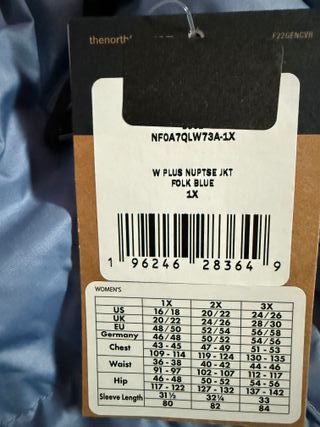 F22GENCVR
NF0A7QLW73A-1X
W PLUS NUPTSE JKT
FOLK BLUE
1X
1 96246 28364 9
WOMEN'S
1X 2X 3X
US 16/18 20/22 24/26
UK 20/22 24/26 28/30
EU 48/50 52/54 56/58
Germany 46/48 50/52 54/56
Chest 43 - 45 47 - 49 51 - 53
109 - 114 119 - 124 130 - 135
Waist 36 - 38 40 - 42 44 - 46
91 - 97 102 - 107 112 - 117
Hip 46 - 48 50 - 52 54 - 56
117 - 122 127 - 132 137 - 142
Sleeve Length 31½ 32¼ 33
80 82 84